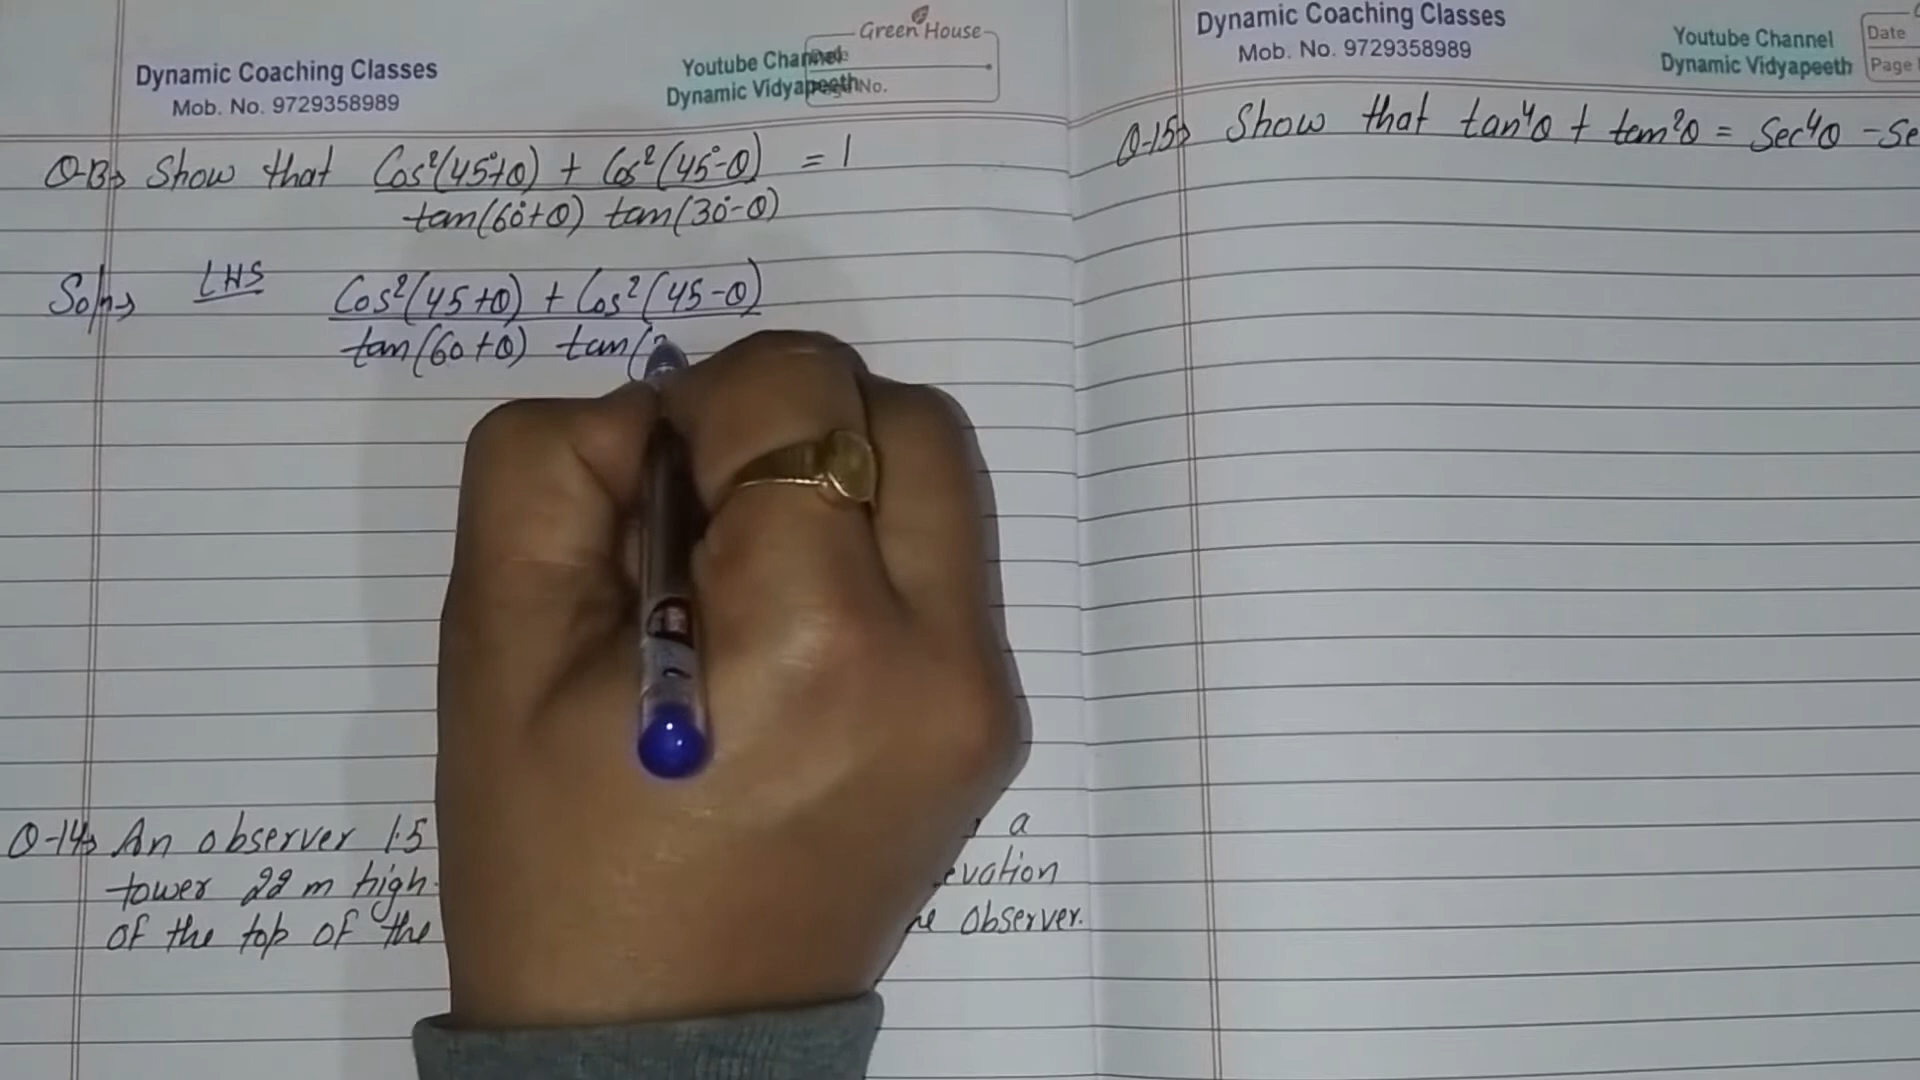 Dynamic Coaching Classes
Mob. No. 9729358989
Youtube Channel
Dynamic Vidyapeeth
Green House
No.
Q-13→ Show that Cos²(45°+θ) + Cos²(45°-θ) = 1
tan(60°+θ) tan(30°-θ)
Soln→ LHS Cos²(45+θ) + Cos²(45-θ)
tan(60+θ) tan(3
Q-14→ An observer 1.5 a
tower 22 m high. evation
of the top of the observer.
Dynamic Coaching Classes
Mob. No. 9729358989
Youtube Channel
Dynamic Vidyapeeth
Date
Page
Q-15→ Show that tan⁴θ + tan²θ = Sec⁴θ - Se